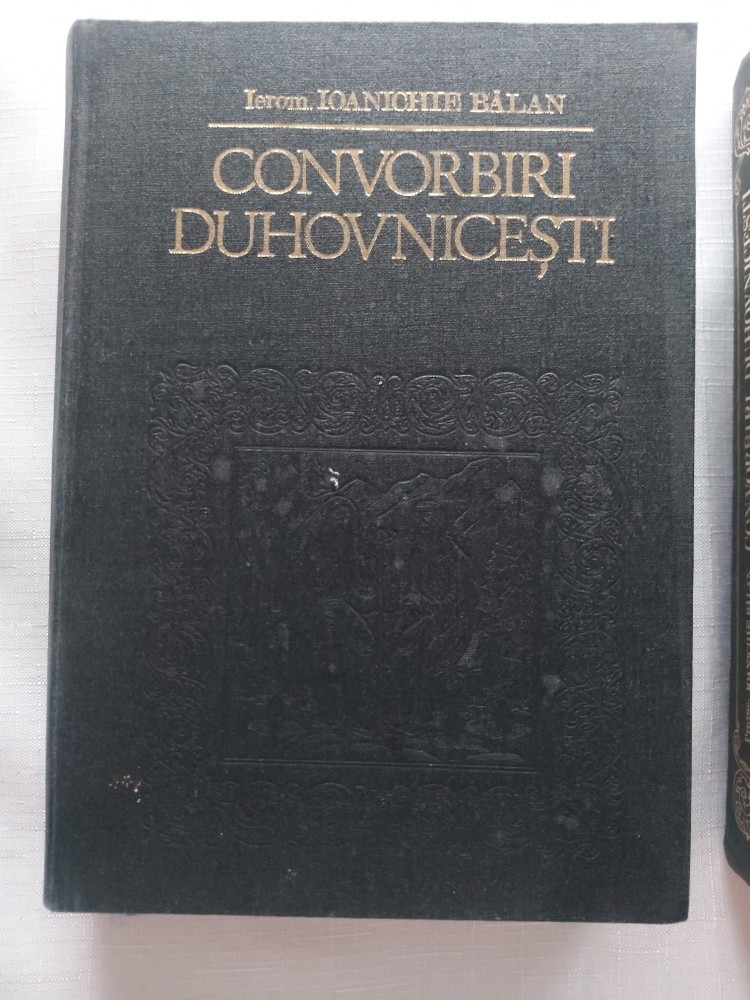 Ierom. IOANICHIE BĂLAN
CONVORBIRI
DUHOVNICEȘTI